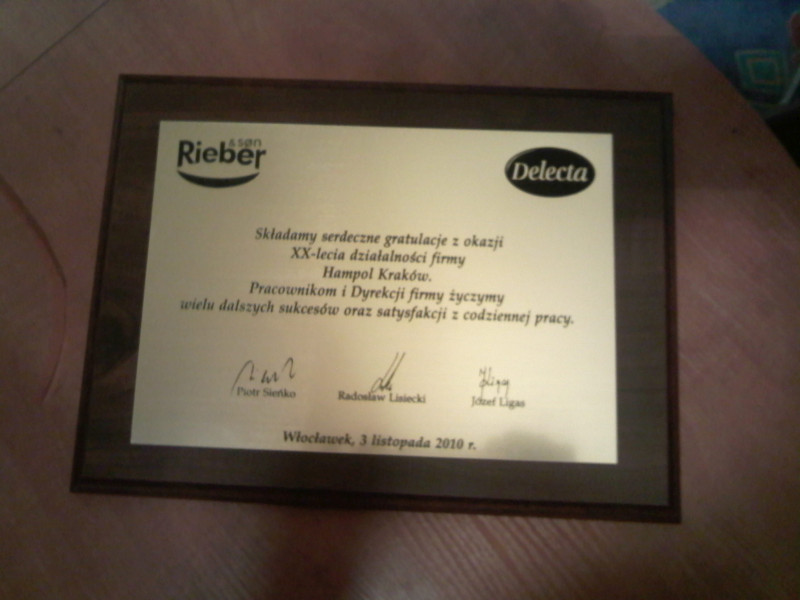 Rieber
& søn
Delecta
Składamy serdeczne gratulacje z okazji
XX-lecia działalności firmy
Hampol Kraków.
Pracownikom i Dyrekcji firmy życzymy
wielu dalszych sukcesów oraz satysfakcji z codziennej pracy.
Piotr Sieńko
Radosław Lisiecki
Józef Ligas
Włocławek, 3 listopada 2010 r.